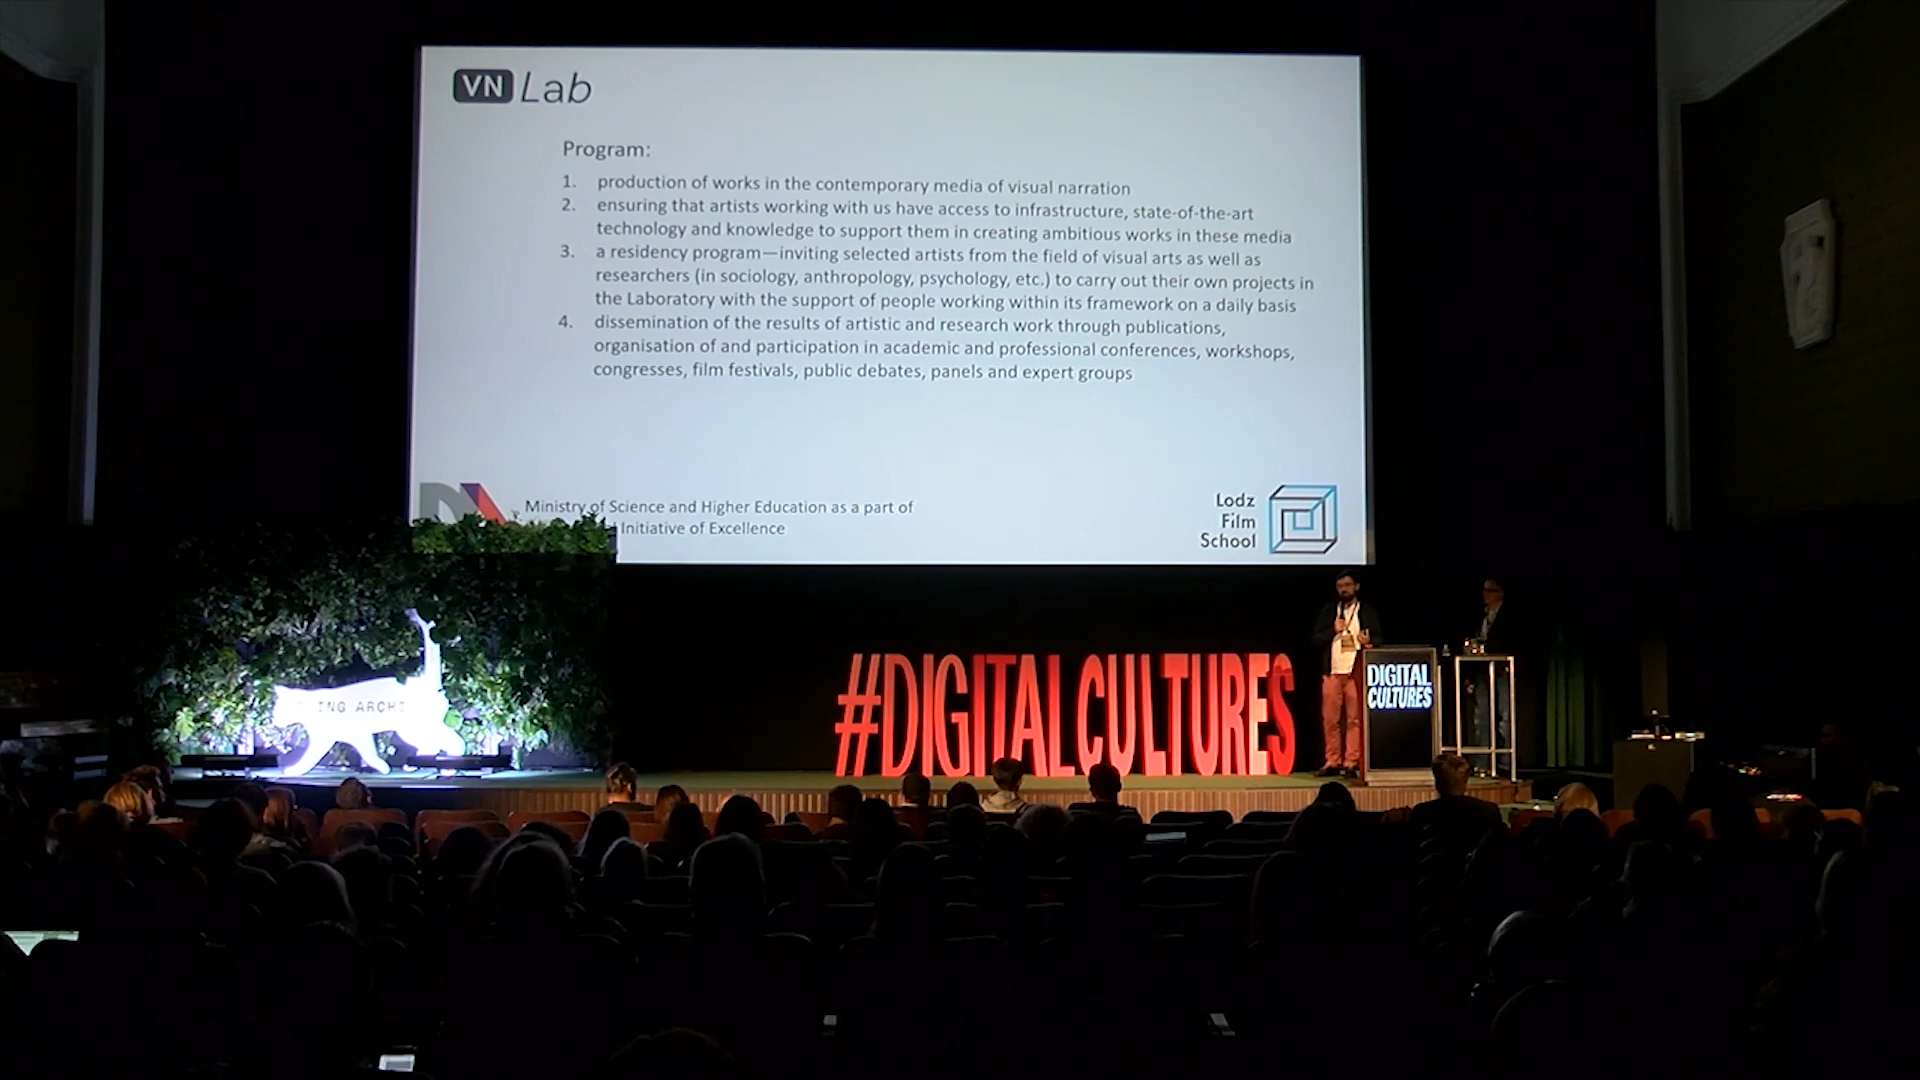 VN Lab
Program:
1. production of works in the contemporary media of visual narration
2. ensuring that artists working with us have access to infrastructure, state-of-the-art
technology and knowledge to support them in creating ambitious works in these media
3. a residency program—inviting selected artists from the field of visual arts as well as
researchers (in sociology, anthropology, psychology, etc.) to carry out their own projects in
the Laboratory with the support of people working within its framework on a daily basis
4. dissemination of the results of artistic and research work through publications,
organisation of and participation in academic and professional conferences, workshops,
congresses, film festivals, public debates, panels and expert groups
Ministry of Science and Higher Education as a part of
Initiative of Excellence
Lodz
Film
School
#DIGITAL CULTURES
DIGITAL
CULTURES